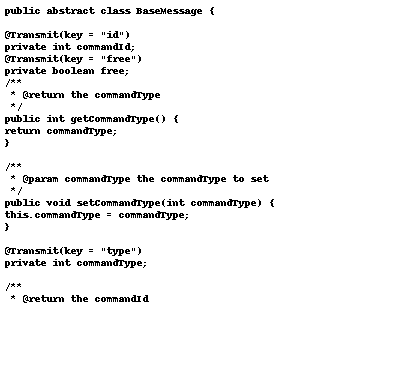 public abstract class BaseMessage {
@Transmit(key = "id")
private int commandId;
@Transmit(key = "free")
private boolean free;
/**
* @return the commandType
*/
public int getCommandType() {
return commandType;
}
/**
* @param commandType the commandType to set
*/
public void setCommandType(int commandType) {
this.commandType = commandType;
}
@Transmit(key = "type")
private int commandType;
/**
* @return the commandId